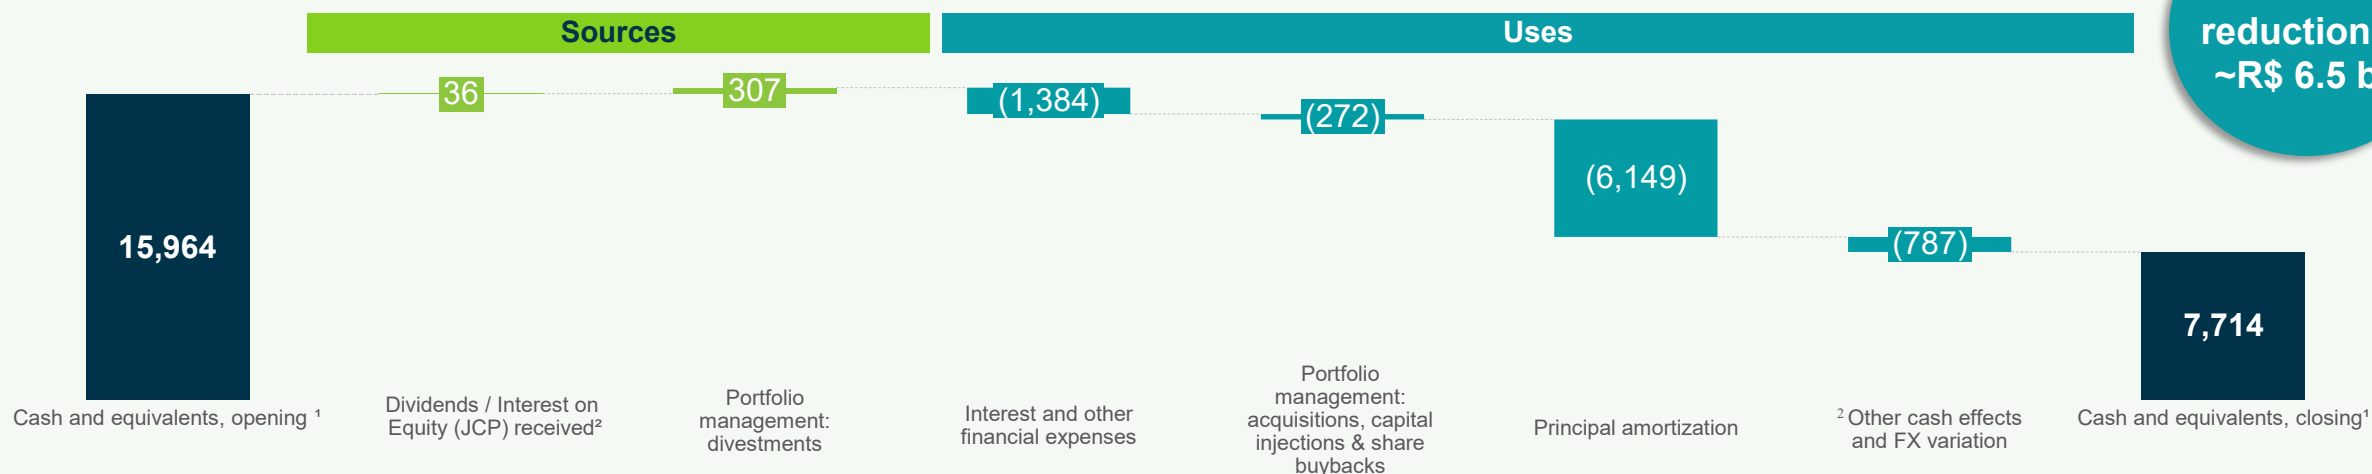 Sources
Uses
reduction
~R$ 6.5 b
36
307
(1,384)
(272)
(6,149)
(787)
15,964
7,714
Cash and equivalents, opening ¹
Dividends / Interest on
Equity (JCP) received²
Portfolio
management:
divestments
Interest and other
financial expenses
Portfolio
management:
acquisitions, capital
injections & share
buybacks
Principal amortization
² Other cash effects
and FX variation
Cash and equivalents, closing¹